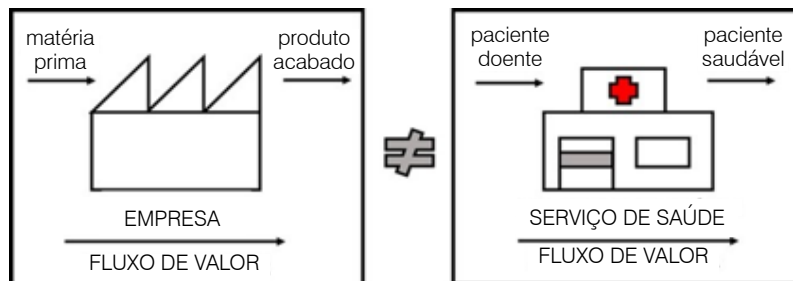 matéria
prima
produto
acabado
EMPRESA
FLUXO DE VALOR
≠
paciente
doente
paciente
saudável
SERVIÇO DE SAÚDE
FLUXO DE VALOR